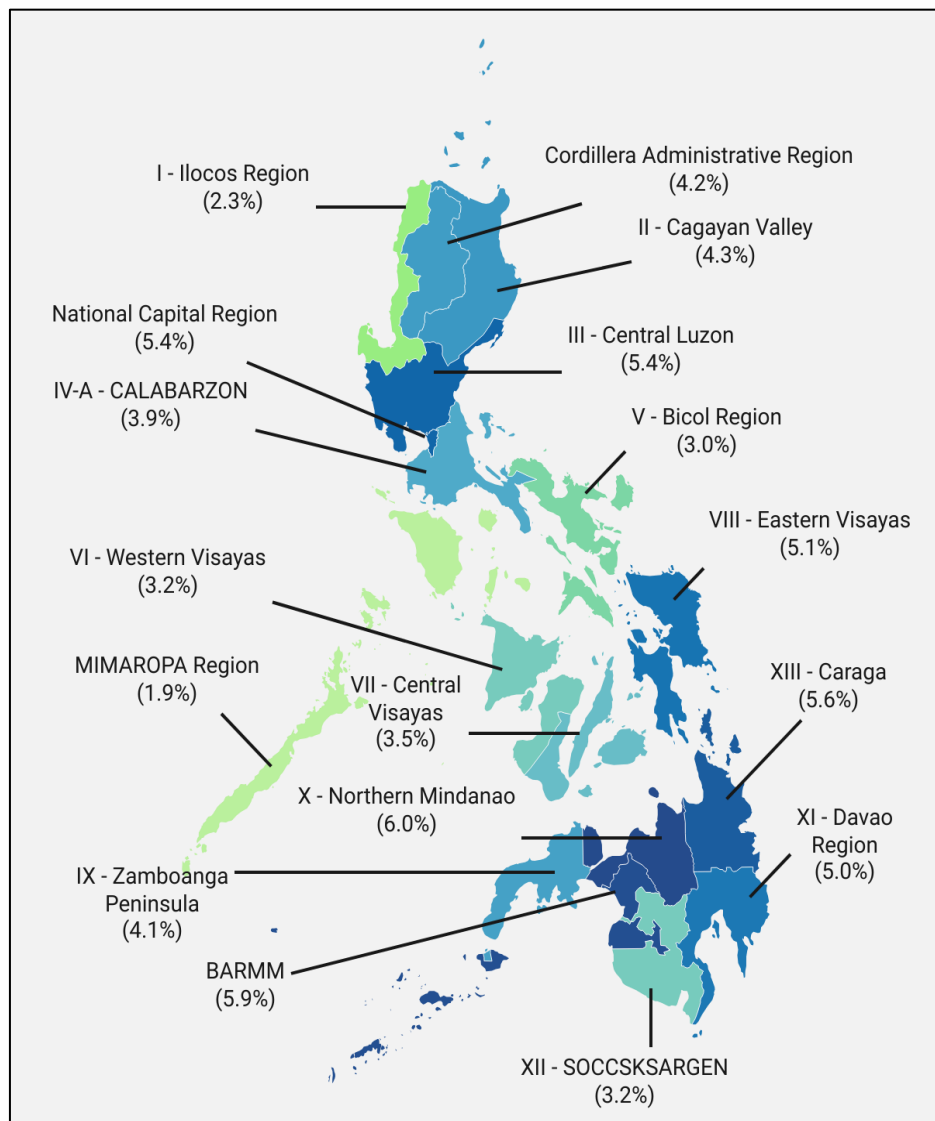 Cordillera Administrative Region
(4.2%)
I - Ilocos Region
(2.3%)
II - Cagayan Valley
(4.3%)
National Capital Region
(5.4%)
III - Central Luzon
(5.4%)
IV-A - CALABARZON
(3.9%)
V - Bicol Region
(3.0%)
VIII - Eastern Visayas
(5.1%)
VI - Western Visayas
(3.2%)
MIMAROPA Region
(1.9%)
VII - Central
Visayas
(3.5%)
XIII - Caraga
(5.6%)
X - Northern Mindanao
(6.0%)
XI - Davao
Region
(5.0%)
IX - Zamboanga
Peninsula
(4.1%)
BARMM
(5.9%)
XII - SOCCSKSARGEN
(3.2%)